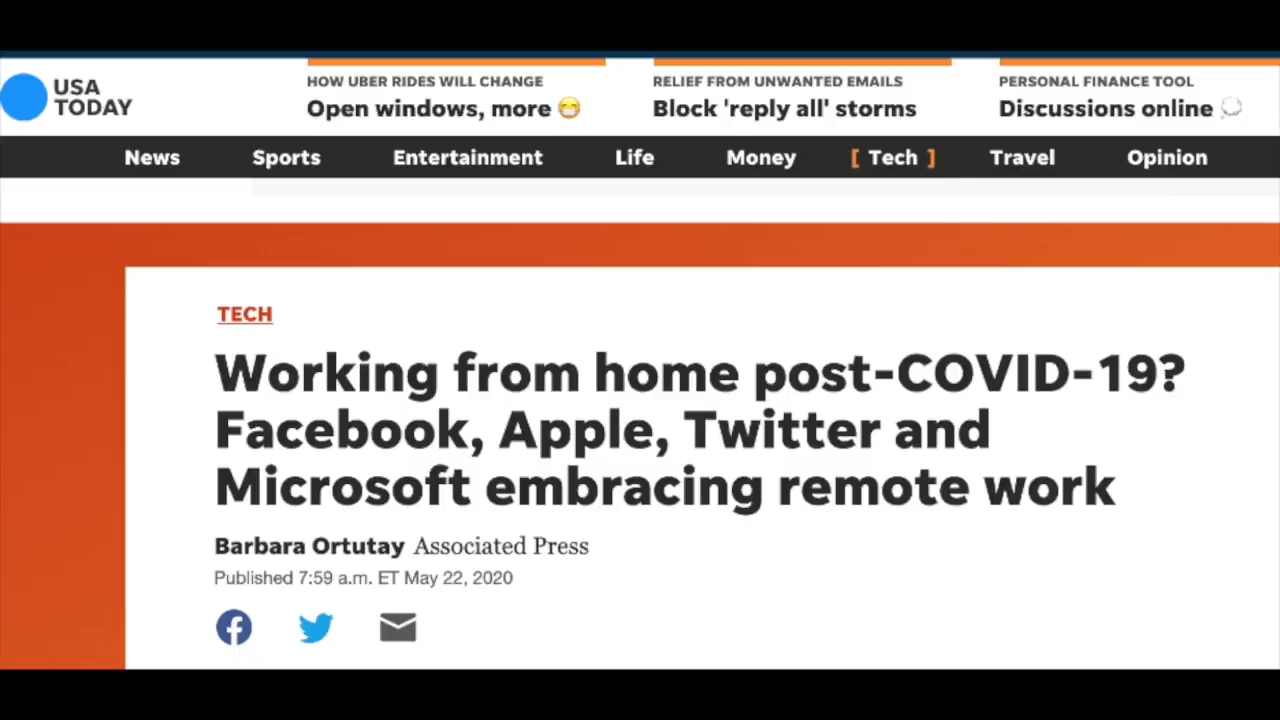 USA
TODAY
HOW UBER RIDES WILL CHANGE
Open windows, more 😷
RELIEF FROM UNWANTED EMAILS
Block 'reply all' storms
PERSONAL FINANCE TOOL
Discussions online 💭
News Sports Entertainment Life Money [ Tech ] Travel Opinion
TECH
Working from home post-COVID-19?
Facebook, Apple, Twitter and
Microsoft embracing remote work
Barbara Ortutay Associated Press
Published 7:59 a.m. ET May 22, 2020